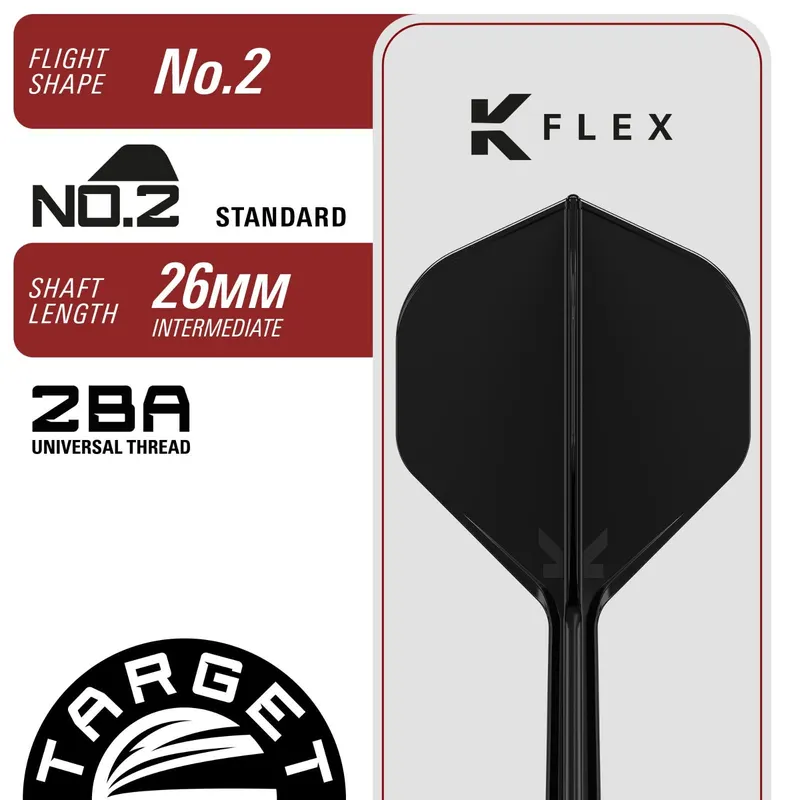 FLIGHT
SHAPE
No.2
NO.2
STANDARD
SHAFT
LENGTH
26MM
INTERMEDIATE
2BA
UNIVERSAL THREAD
TARGET
K FLEX
K